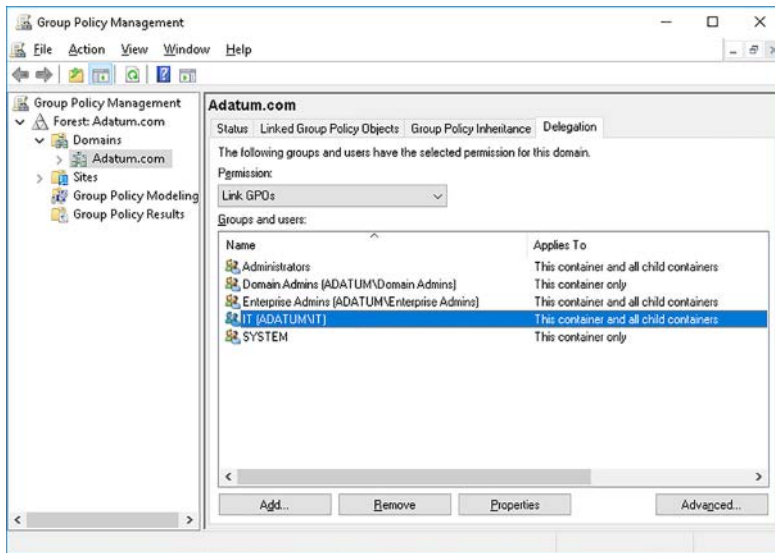 Group Policy Management
File Action View Window Help
Group Policy Management
Forest: Adatum.com
Domains
Adatum.com
Sites
Group Policy Modeling
Group Policy Results
Adatum.com
Status Linked Group Policy Objects Group Policy Inheritance Delegation
The following groups and users have the selected permission for this domain.
Permission:
Link GPOs
Groups and users:
Name Applies To
Administrators This container and all child containers
Domain Admins (ADATUM\Domain Admins) This container only
Enterprise Admins (ADATUM\Enterprise Admins) This container and all child containers
IT (ADATUM\IT) This container and all child containers
SYSTEM This container only
Add... Remove Properties Advanced...